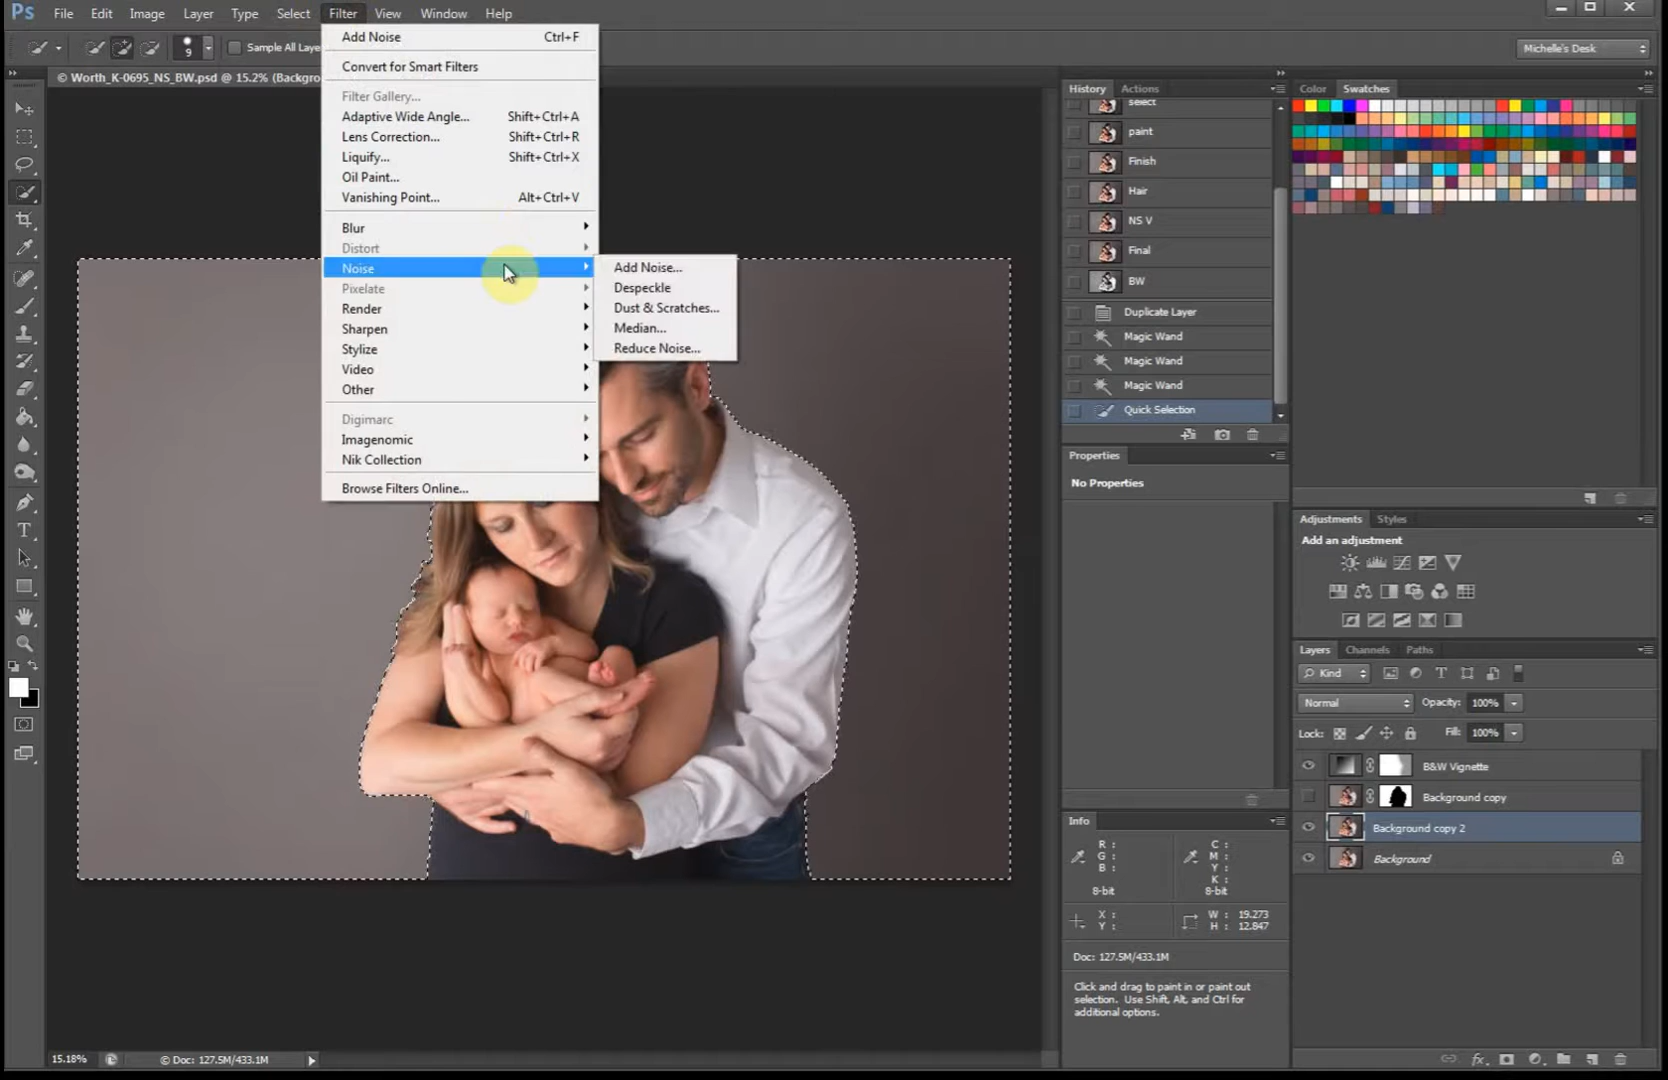 Ps File Edit Image Layer Type Select Filter View Window Help
9 Sample All Laye Michelle's Desk
© Worth_K-0695_NS_BW.psd @ 15.2% (Backgro
Add Noise Ctrl+F
Convert for Smart Filters
Filter Gallery...
Adaptive Wide Angle... Shift+Ctrl+A
Lens Correction... Shift+Ctrl+R
Liquify... Shift+Ctrl+X
Oil Paint...
Vanishing Point... Alt+Ctrl+V
Blur
Distort
Noise
Pixelate
Render
Sharpen
Stylize
Video
Other
Digimarc
Imagenomic
Nik Collection
Browse Filters Online...
Add Noise...
Despeckle
Dust & Scratches...
Median...
Reduce Noise...
History Actions
select
paint
Finish
Hair
NS V
Final
BW
Duplicate Layer
Magic Wand
Magic Wand
Magic Wand
Quick Selection
Properties
No Properties
Info
R : C :
G : M :
B : Y :
K :
8-bit 8-bit
X : W : 19.273
Y : H : 12.847
Doc: 127.5M/433.1M
Click and drag to paint in or paint out
selection. Use Shift, Alt, and Ctrl for
additional options.
Color Swatches
Adjustments Styles
Add an adjustment
Layers Channels Paths
Kind
Normal Opacity: 100%
Lock: Fill: 100%
B&W Vignette
Background copy
Background copy 2
Background
15.18% © Doc: 127.5M/433.1M